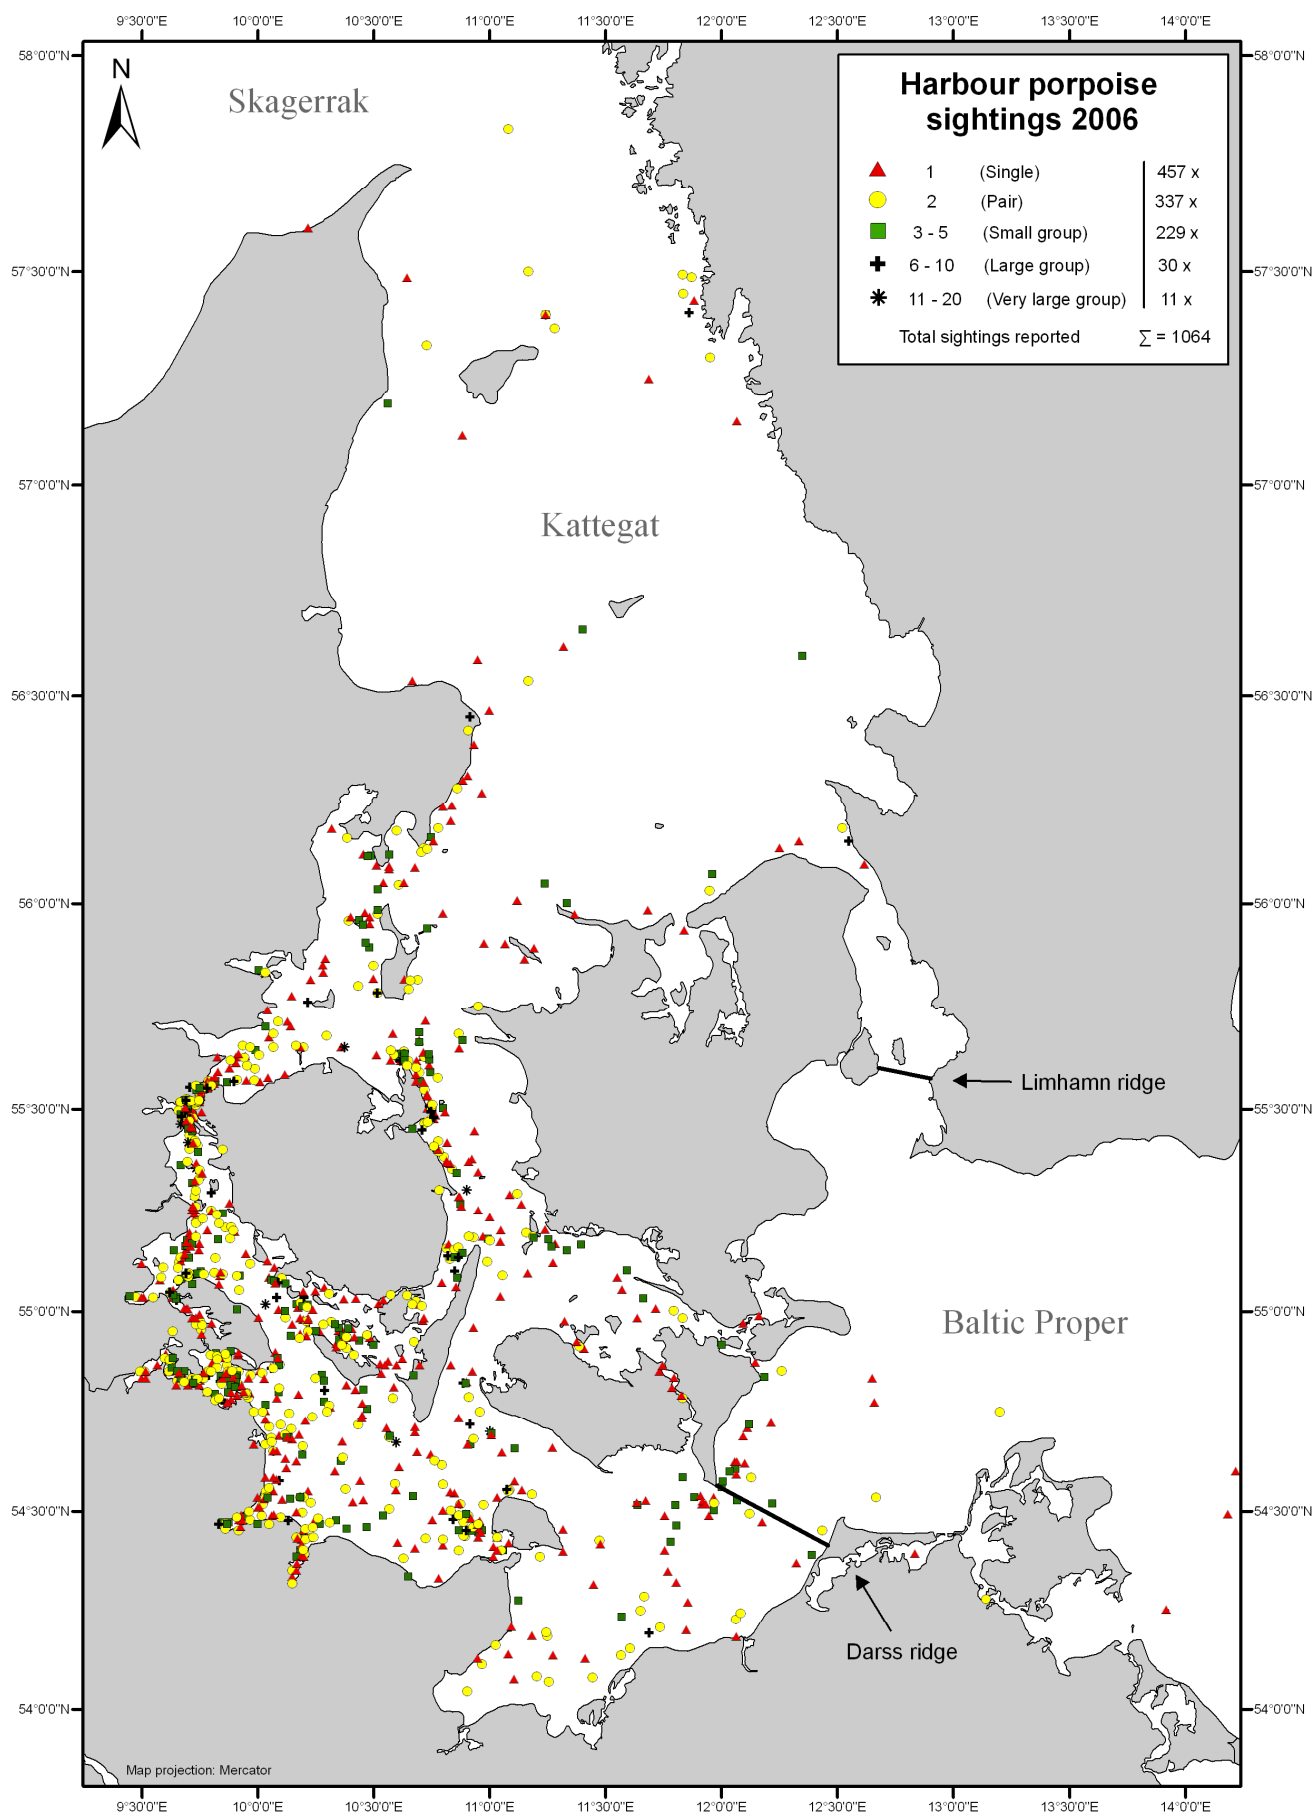 9°30'0"E 10°0'0"E 10°30'0"E 11°0'0"E 11°30'0"E 12°0'0"E 12°30'0"E 13°0'0"E 13°30'0"E 14°0'0"E
58°0'0"N 58°0'0"N
N
Skagerrak
Harbour porpoise
sightings 2006
1 (Single) 457 x
2 (Pair) 337 x
3 - 5 (Small group) 229 x
6 - 10 (Large group) 30 x
11 - 20 (Very large group) 11 x
Total sightings reported ∑ = 1064
57°30'0"N 57°30'0"N
57°0'0"N 57°0'0"N
Kattegat
56°30'0"N 56°30'0"N
56°0'0"N 56°0'0"N
Limhamn ridge
55°30'0"N 55°30'0"N
55°0'0"N 55°0'0"N
Baltic Proper
54°30'0"N 54°30'0"N
Darss ridge
54°0'0"N 54°0'0"N
Map projection: Mercator
9°30'0"E 10°0'0"E 10°30'0"E 11°0'0"E 11°30'0"E 12°0'0"E 12°30'0"E 13°0'0"E 13°30'0"E 14°0'0"E